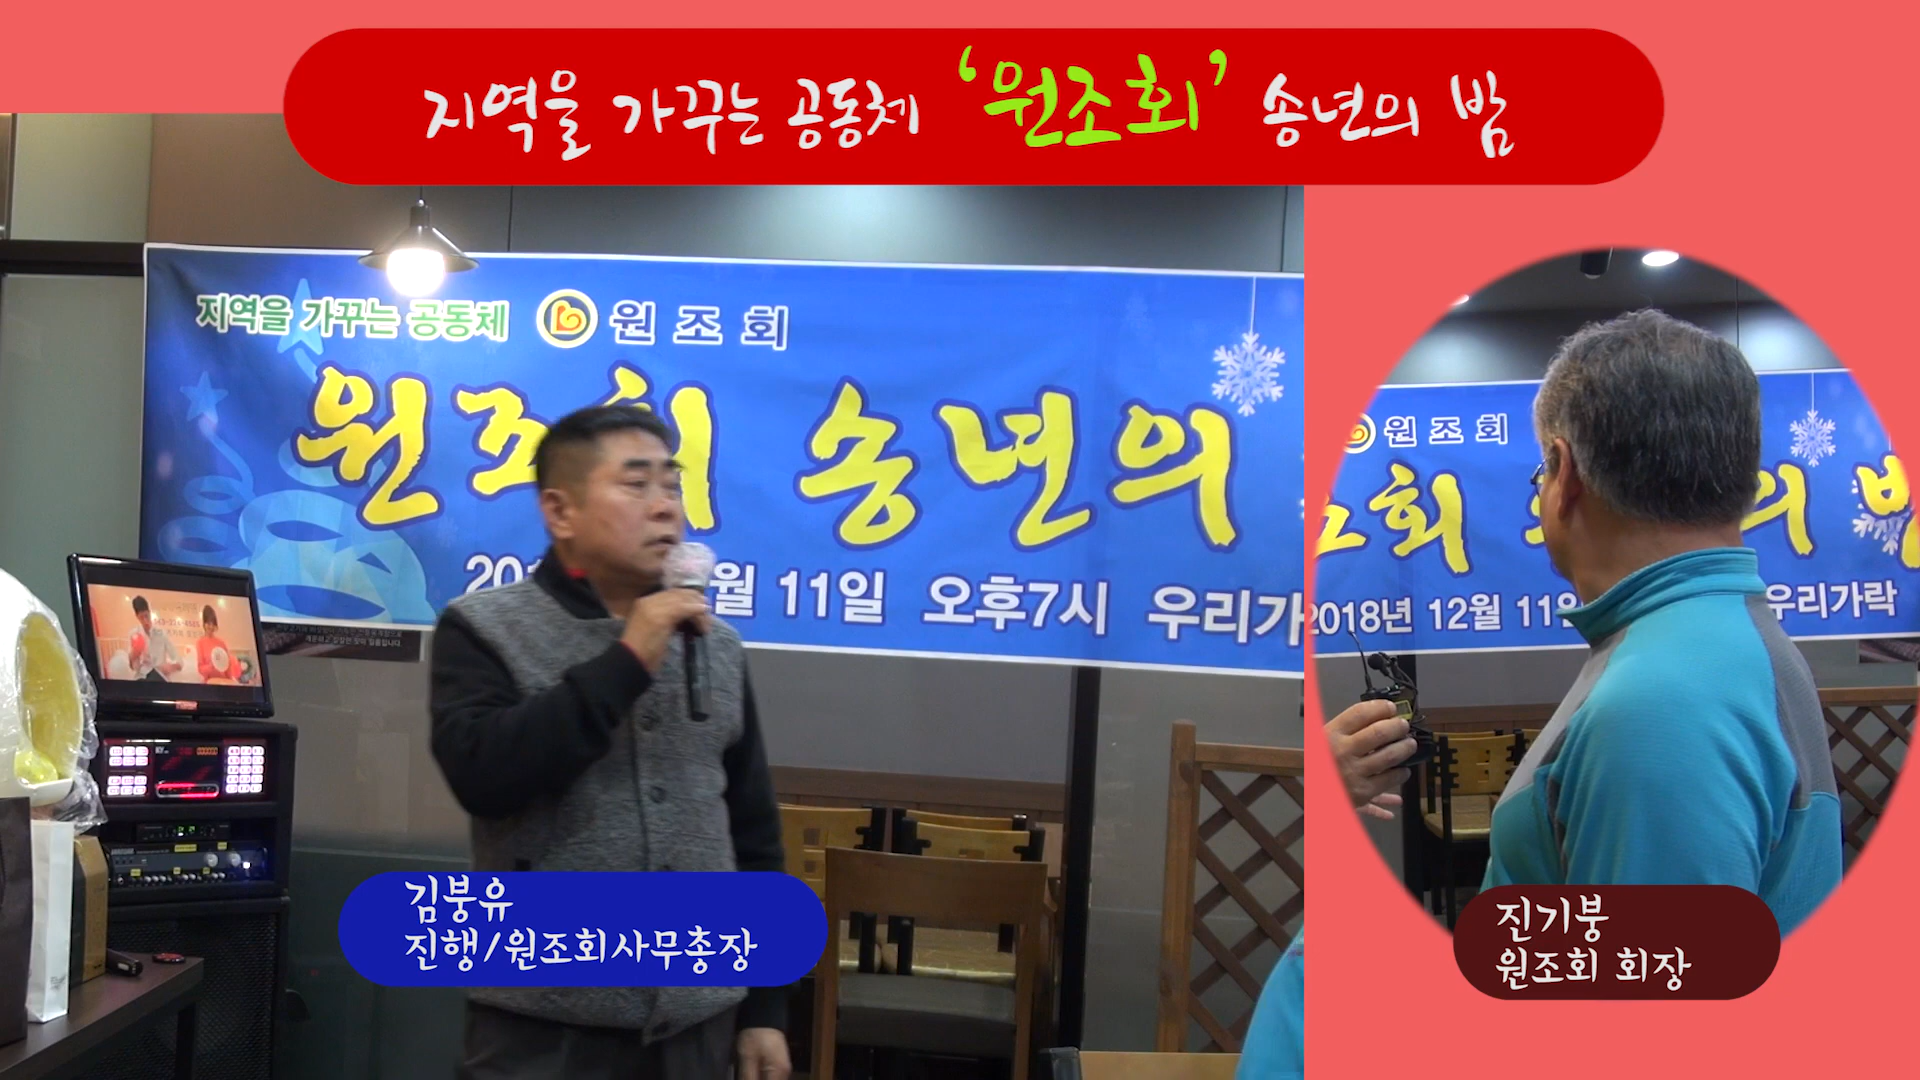 지역을 가꾸는 공동체 ‘원조회’ 송년의 밤
지역을 가꾸는 공동체 원조회
원조회 송년의
월 11일 오후7시 우리가
원조회
조회 의
2018년 12월 11일 우리가락
김붕유
진행/원조회사무총장
진기붕
원조회 회장